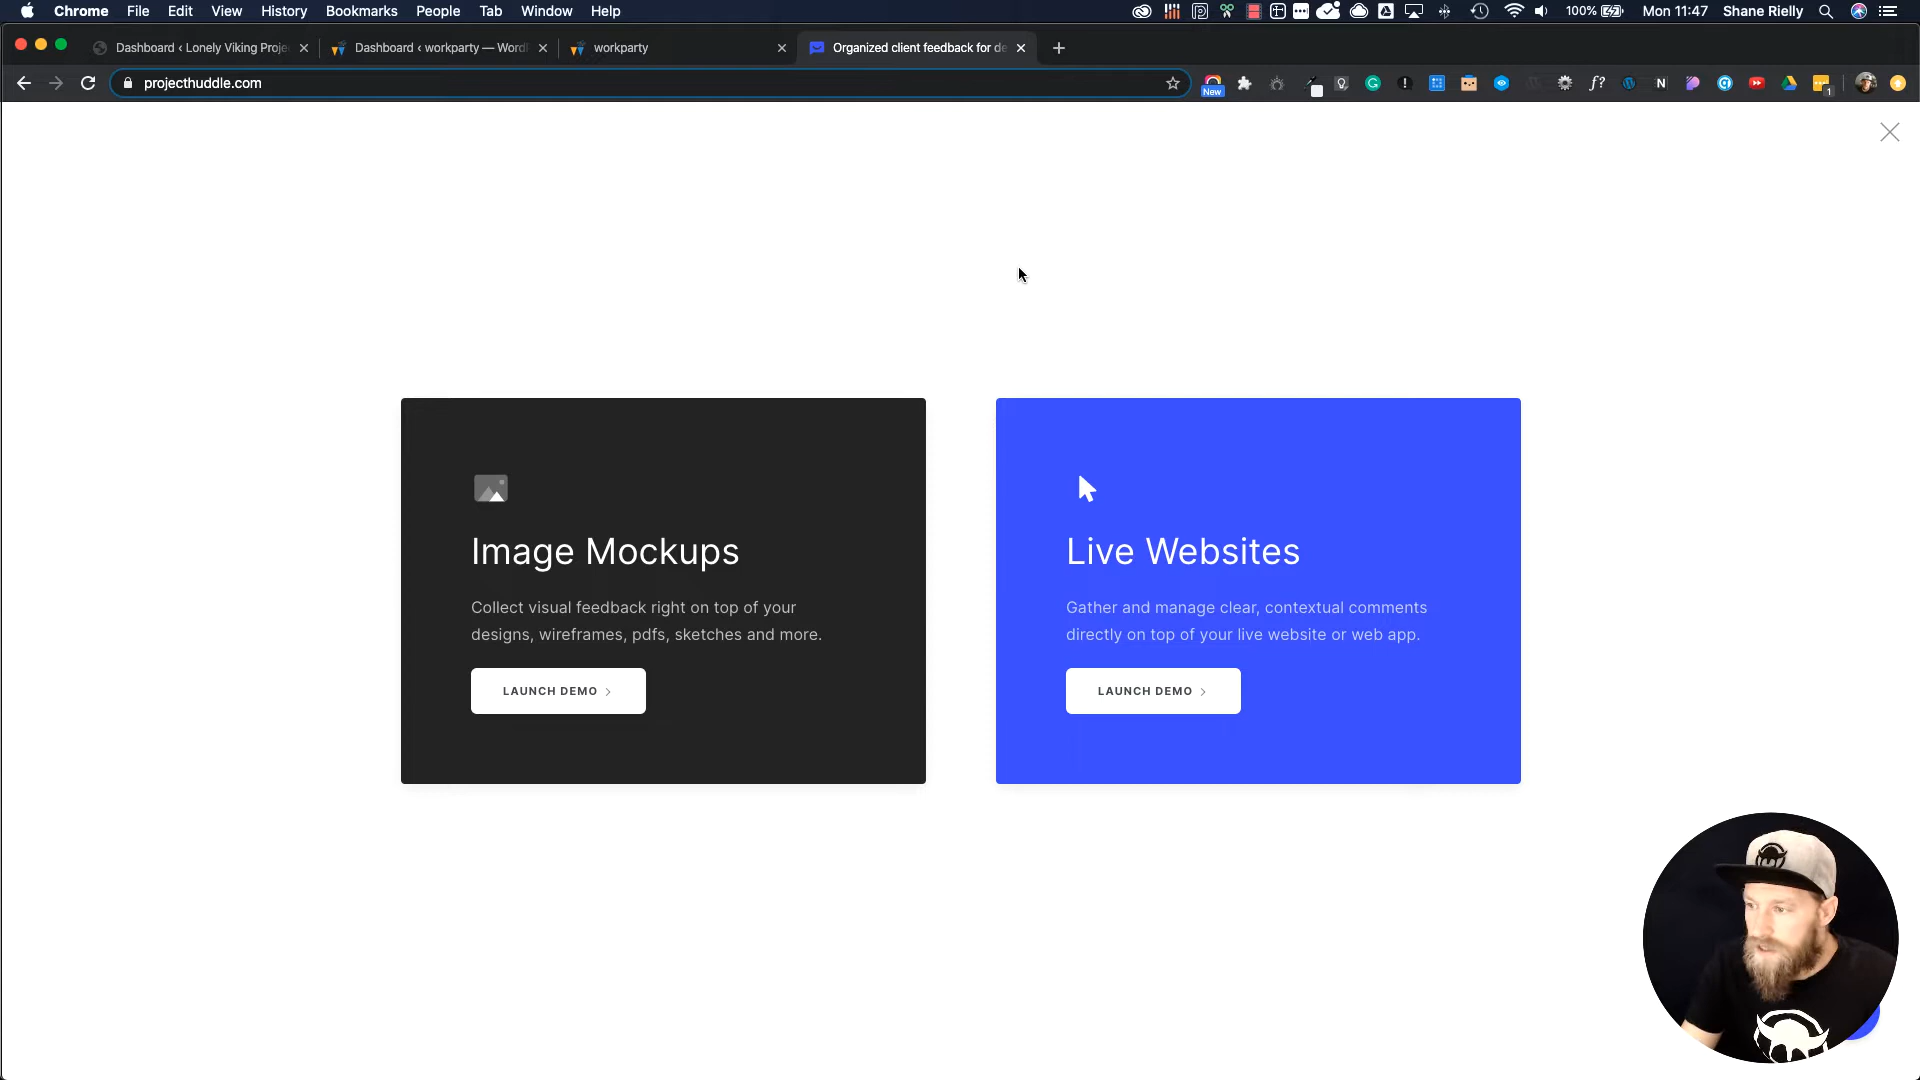 Chrome File Edit View History Bookmarks People Tab Window Help 100% Mon 11:47 Shane Rielly
Dashboard ‹ Lonely Viking Proje
Dashboard ‹ workparty — Word
workparty
Organized client feedback for de
projecthuddle.com
New
1
Image Mockups
Collect visual feedback right on top of your
designs, wireframes, pdfs, sketches and more.
LAUNCH DEMO >
Live Websites
Gather and manage clear, contextual comments
directly on top of your live website or web app.
LAUNCH DEMO >